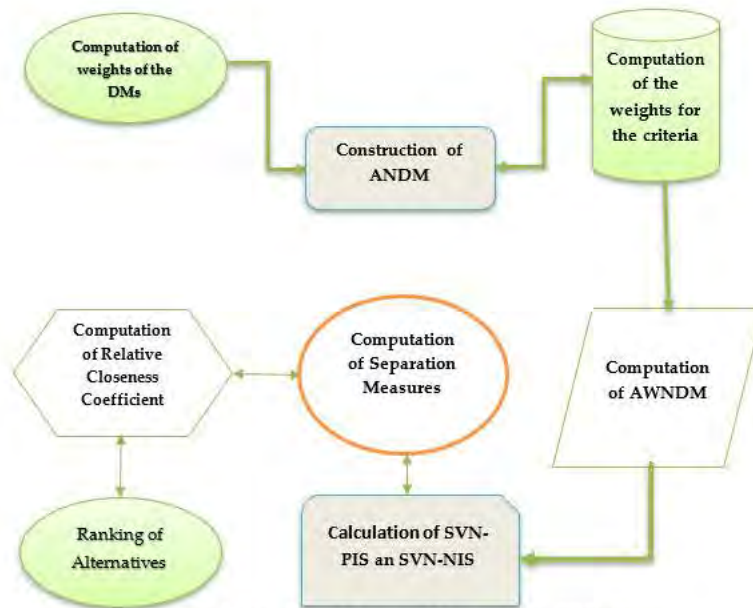 Computation of
weights of the
DMs
Computation
of the
weights for
the criteria
Construction of
ANDM
Computation
of Relative
Closeness
Coefficient
Computation
of Separation
Measures
Computation
of AWNDM
Ranking of
Alternatives
Calculation of SVN-
PIS an SVN-NIS